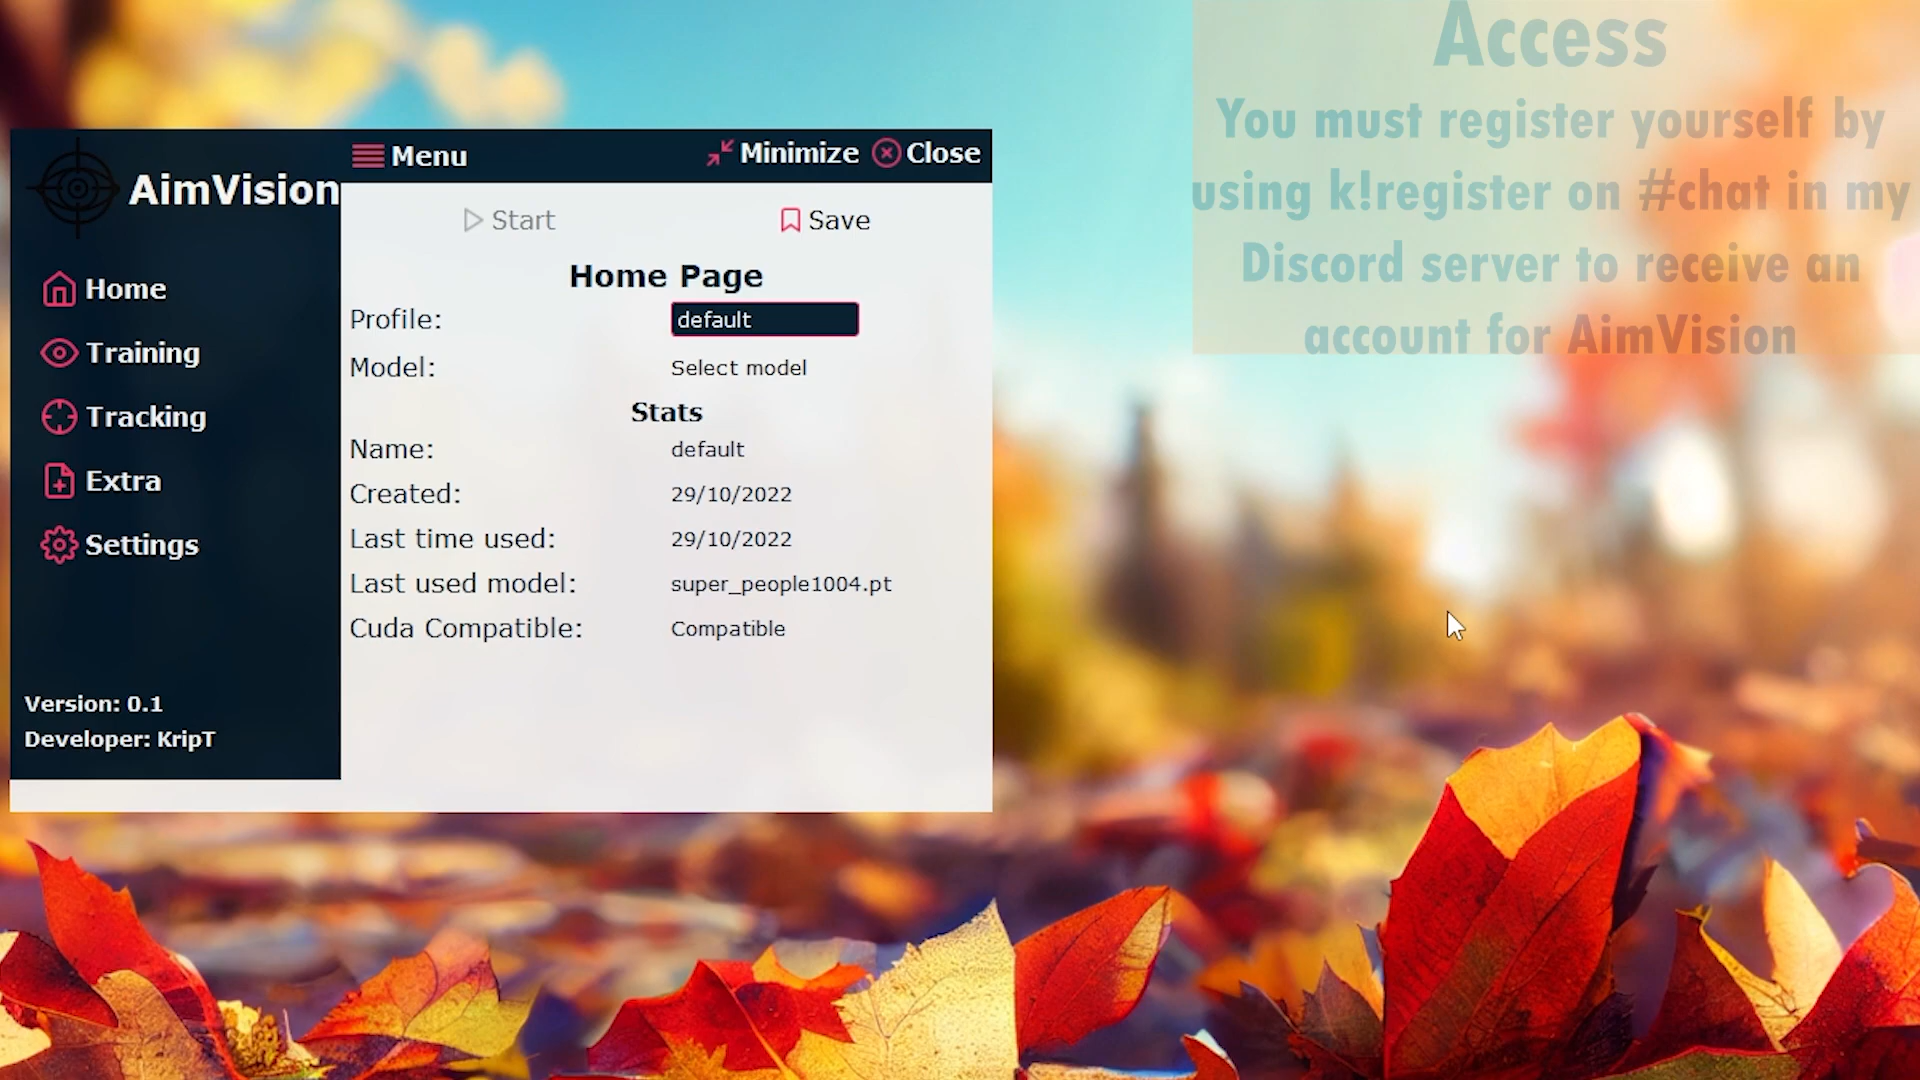 Access
You must register yourself by
using k!register on #chat in my
Discord server to receive an
account for AimVision
AimVision
Menu
Minimize
Close
Home
Training
Tracking
Extra
Settings
Version: 0.1
Developer: KripT
Start
Save
Home Page
Profile: default
Model: Select model
Stats
Name: default
Created: 29/10/2022
Last time used: 29/10/2022
Last used model: super_people1004.pt
Cuda Compatible: Compatible